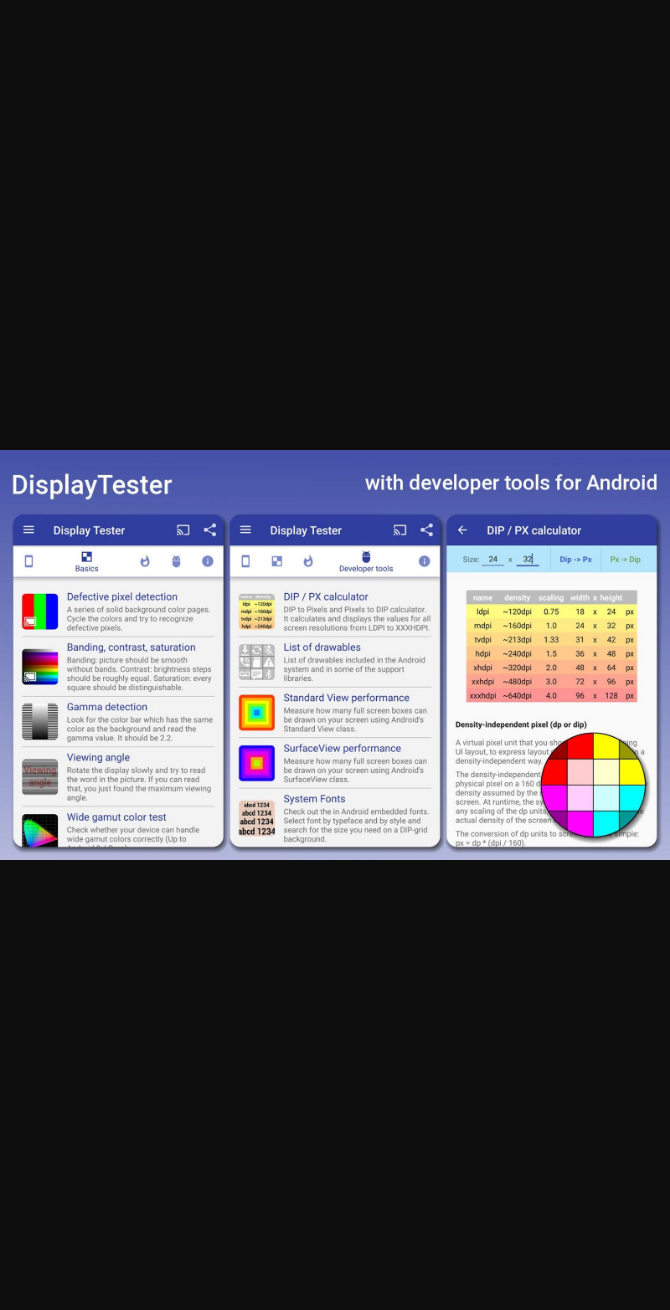 DisplayTester
with developer tools for Android
Display Tester
Basics
Defective pixel detection
A series of solid background color pages.
Cycle the colors and try to recognize
defective pixels.
Banding, contrast, saturation
Banding: picture should be smooth
without bands. Contrast: brightness steps
should be roughly equal. Saturation: every
square should be distinguishable.
Gamma detection
Look for the color bar which has the same
color as the background and read the
gamma value. It should be 2.2.
Viewing
angle
Viewing angle
Rotate the display slowly and try to read
the word in the picture. If you can read
that, you just found the maximum viewing
angle.
Wide gamut color test
Check whether your device can handle
wide gamut colors correctly (Up to
Display Tester
Developer tools
name density
ldpi ~120dpi
mdpi ~160dpi
tvdpi ~213dpi
hdpi ~240dpi
DIP / PX calculator
DIP to Pixels and Pixels to DIP calculator.
It calculates and displays the values for all
screen resolutions from LDPI to XXXHDPI.
List of drawables
List of drawables included in the Android
system and in some of the support
libraries.
Standard View performance
Measure how many full screen boxes can
be drawn on your screen using Android's
Standard View class.
SurfaceView performance
Measure how many full screen boxes can
be drawn on your screen using Android's
SurfaceView class.
abcd 1234
abcd 1234
abcd 1234
abcd 1234
System Fonts
Check out the in Android embedded fonts.
Select font by typeface and by style and
search for the size you need on a DIP-grid
background.
DIP / PX calculator
Size: 24 x 32 Dip -> Px Px -> Dip
name density scaling width x height
ldpi ~120dpi 0.75 18 x 24 px
mdpi ~160dpi 1.0 24 x 32 px
tvdpi ~213dpi 1.33 31 x 42 px
hdpi ~240dpi 1.5 36 x 48 px
xhdpi ~320dpi 2.0 48 x 64 px
xxhdpi ~480dpi 3.0 72 x 96 px
xxxhdpi ~640dpi 4.0 96 x 128 px
Density-independent pixel (dp or dip)
A virtual pixel unit that you
UI layout, to express layout a
density-independent way.
The density-independent
physical pixel on a 160 d
density assumed by the
screen. At runtime, the sy
any scaling of the dp units
actual density of the screen
The conversion of dp units to
px = dp * (dpi / 160).